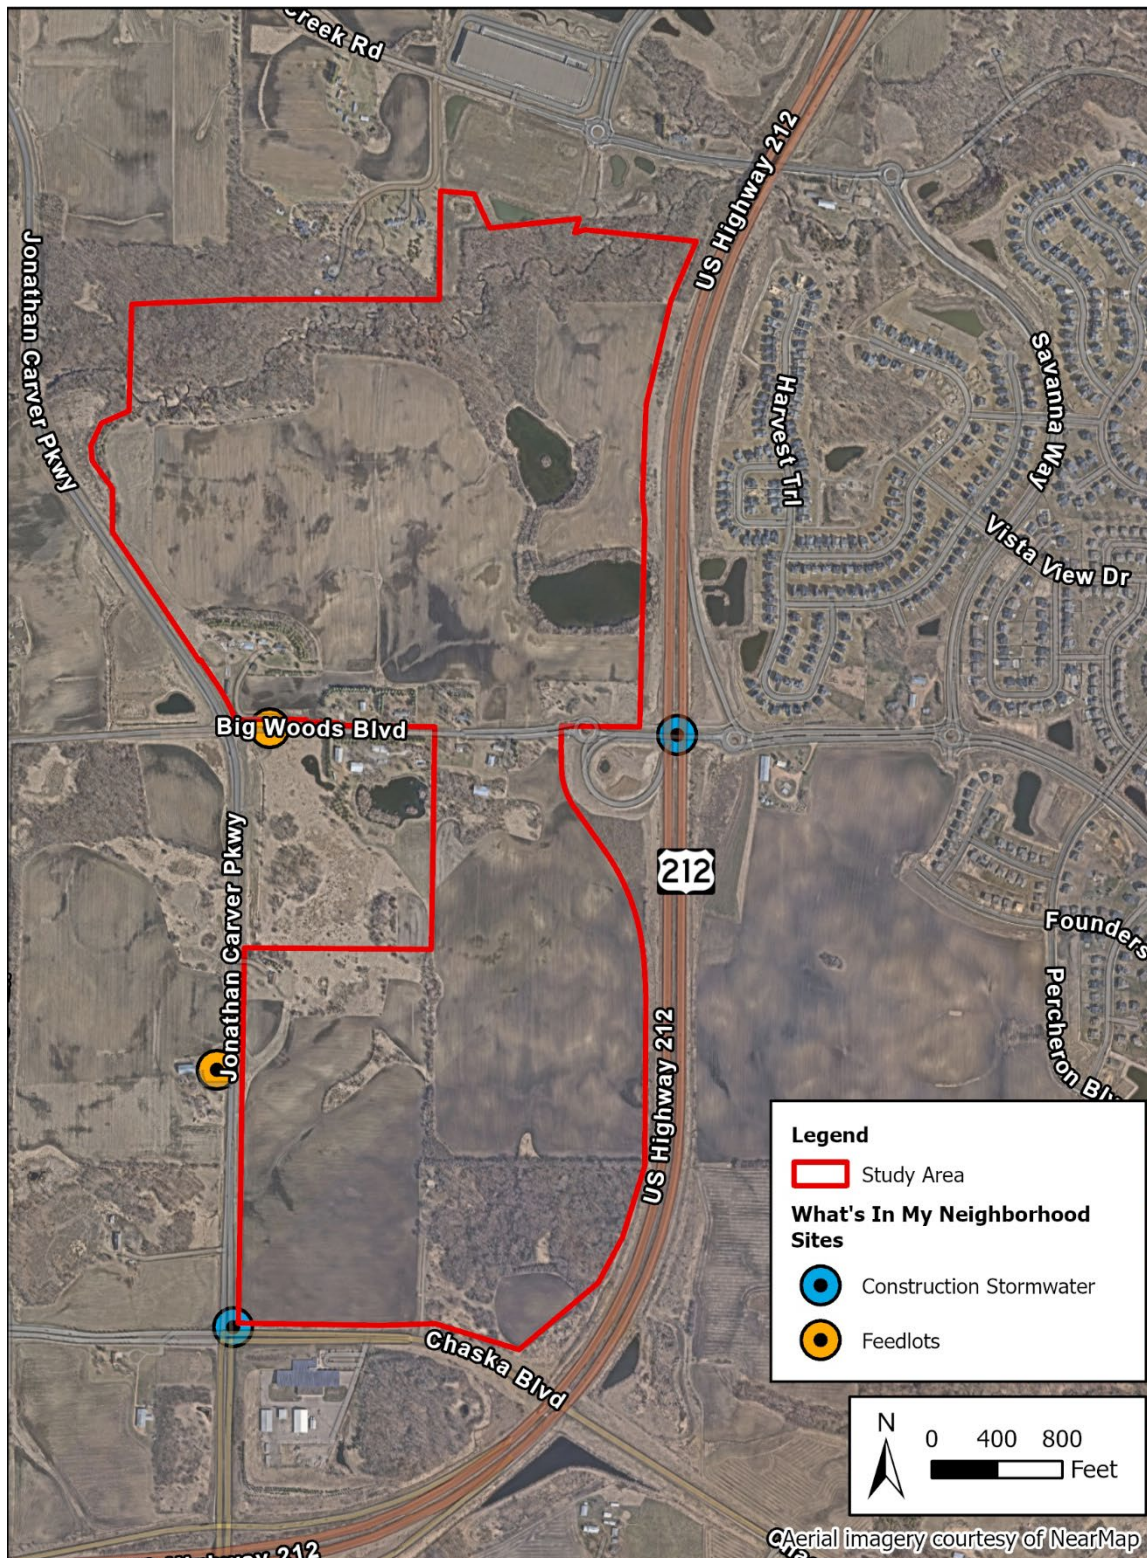 Creek Rd
US Highway 212
Jonathan Carver Pkwy
Savanna Way
Harvest Trl
Vista View Dr
Big Woods Blvd
212
Jonathan Carver Pkwy
Founders
Percheron
US Highway 212
Chaska Blvd
Legend
Study Area
What's In My Neighborhood
Sites
Construction Stormwater
Feedlots
N
0 400 800
Feet
Aerial imagery courtesy of NearMap
212